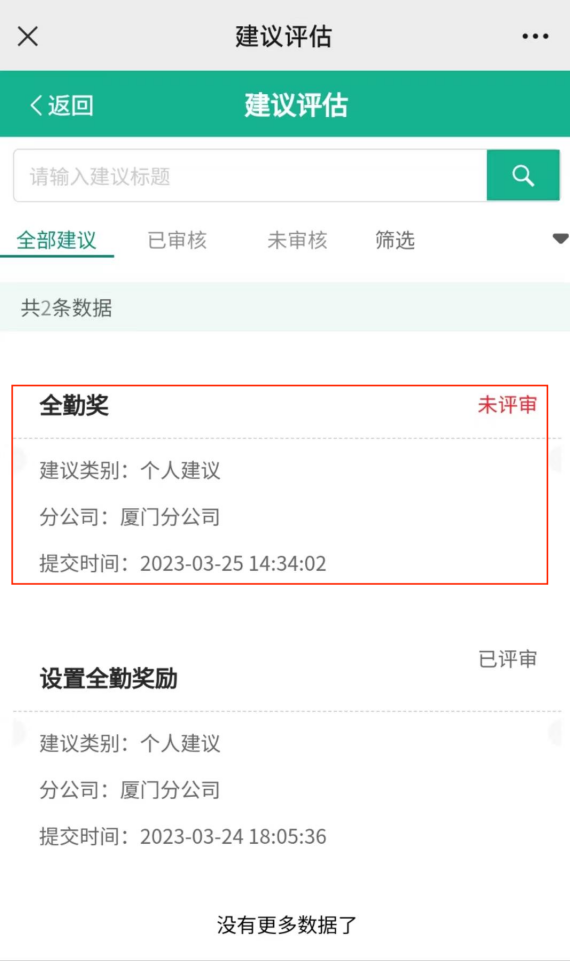 建议评估
返回
建议评估
请输入建议标题
全部建议 已审核 未审核 筛选
共2条数据
全勤奖 未评审
建议类别：个人建议
分公司：厦门分公司
提交时间：2023-03-25 14:34:02
已评审
设置全勤奖励
建议类别：个人建议
分公司：厦门分公司
提交时间：2023-03-24 18:05:36
没有更多数据了